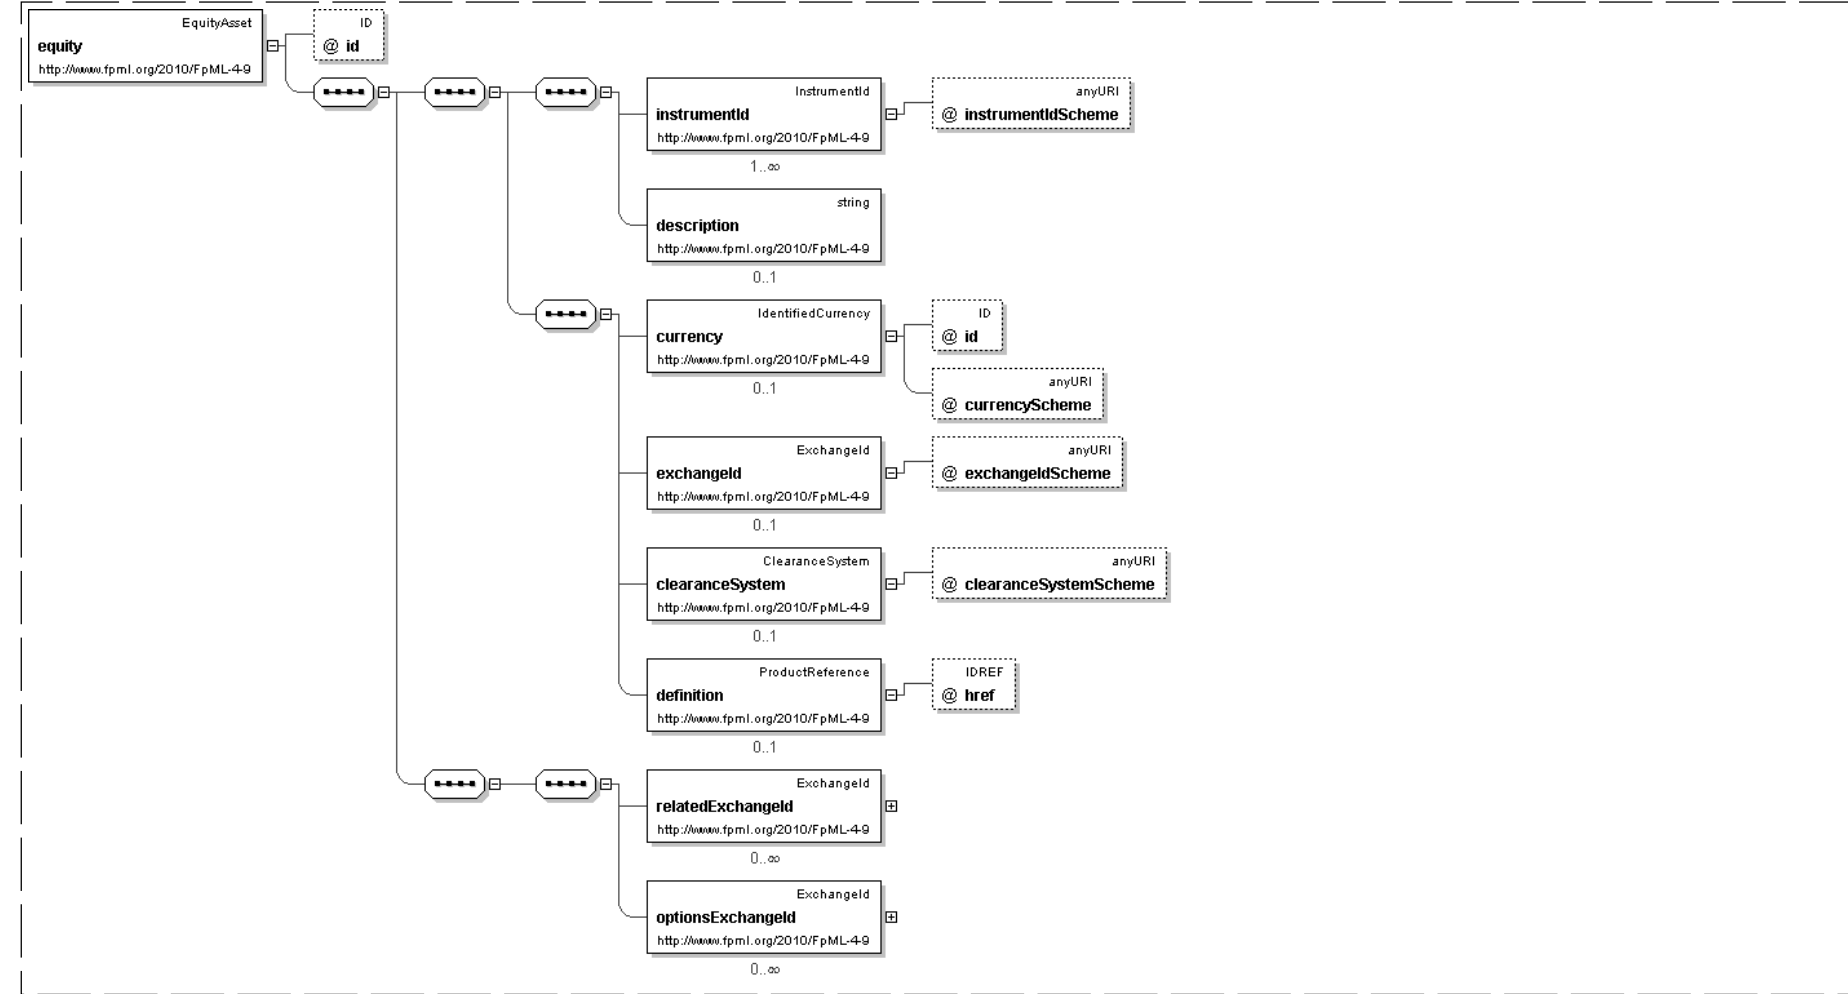 EquityAsset
equity
http://www.fpml.org/2010/FpML-4-9
ID
@ id
InstrumentId
instrumentId
http://www.fpml.org/2010/FpML-4-9
1..∞
anyURI
@ instrumentIdScheme
string
description
http://www.fpml.org/2010/FpML-4-9
0..1
IdentifiedCurrency
currency
http://www.fpml.org/2010/FpML-4-9
0..1
ID
@ id
anyURI
@ currencyScheme
ExchangeId
exchangeId
http://www.fpml.org/2010/FpML-4-9
0..1
anyURI
@ exchangeIdScheme
ClearanceSystem
clearanceSystem
http://www.fpml.org/2010/FpML-4-9
0..1
anyURI
@ clearanceSystemScheme
ProductReference
definition
http://www.fpml.org/2010/FpML-4-9
0..1
IDREF
@ href
ExchangeId
relatedExchangeId
http://www.fpml.org/2010/FpML-4-9
0..∞
ExchangeId
optionsExchangeId
http://www.fpml.org/2010/FpML-4-9
0..∞